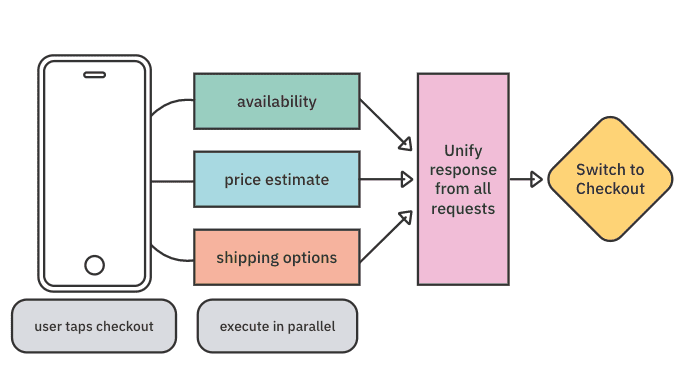 availability
price estimate
shipping options
Unify
response
from all
requests
Switch to
Checkout
user taps checkout
execute in parallel